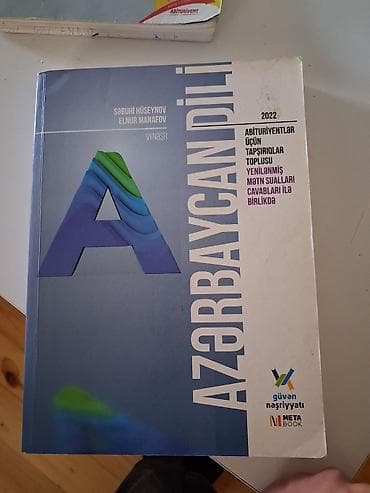 SƏBUHİ HÜSEYNOV
ELNUR MANAFOV
AZƏRBAYCAN DİLİ
2022
ABİTURİYENTLƏR
ÜÇÜN
TAPŞIRIQLAR
TOPLUSU
YENİLƏNMİŞ
MƏTN SUALLARI
CAVABLARI İLƏ
BİRLİKDƏ
güvən
nəşriyyatı
META
BOOK